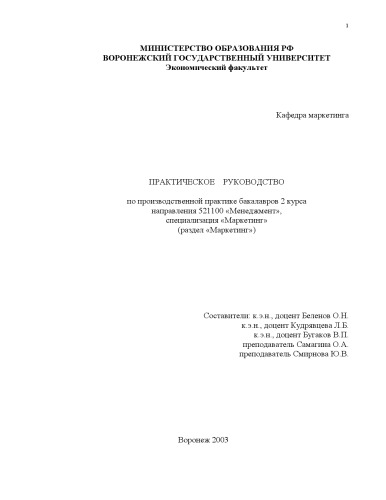 1
МИНИСТЕРСТВО ОБРАЗОВАНИЯ РФ
ВОРОНЕЖСКИЙ ГОСУДАРСТВЕННЫЙ УНИВЕРСИТЕТ
Экономический факультет
Кафедра маркетинга
ПРАКТИЧЕСКОЕ РУКОВОДСТВО
по производственной практике бакалавров 2 курса
направления 521100 «Менеджмент»,
специализация «Маркетинг»
(раздел «Маркетинг»)
Составители: к.э.н., доцент Беленов О.Н.
к.э.н., доцент Кудрявцева Л.Б.
к.э.н., доцент Бугаков В.П.
преподаватель Самагина О.А.
преподаватель Смирнова Ю.В.
Воронеж 2003